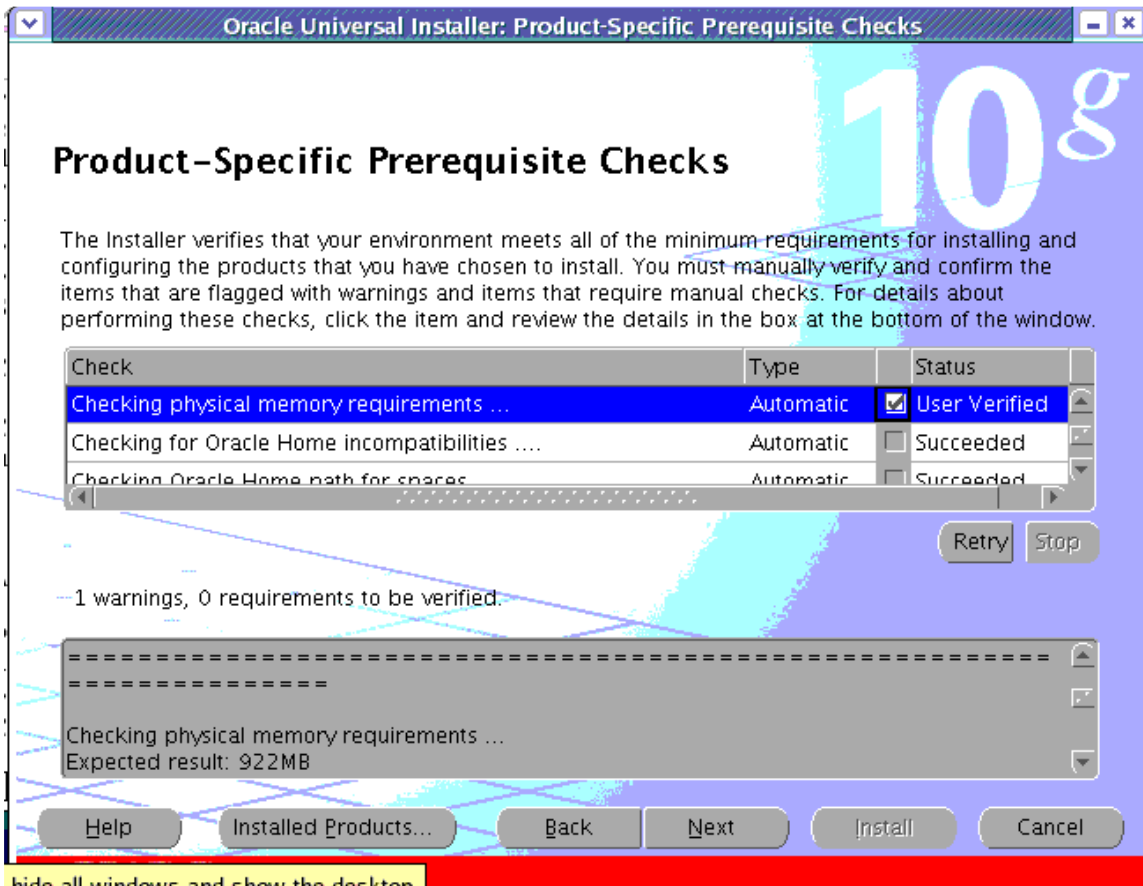 Oracle Universal Installer: Product-Specific Prerequisite Checks
10g
Product-Specific Prerequisite Checks
The Installer verifies that your environment meets all of the minimum requirements for installing and
configuring the products that you have chosen to install. You must manually verify and confirm the
items that are flagged with warnings and items that require manual checks. For details about
performing these checks, click the item and review the details in the box at the bottom of the window.
Check Type Status
Checking physical memory requirements ... Automatic User Verified
Checking for Oracle Home incompatibilities .... Automatic Succeeded
Checking Oracle Home path for spaces Automatic Succeeded
Retry Stop
1 warnings, 0 requirements to be verified.
= = = = = = = = = = = = = = = = = = = = = = = = = = = = = = = = = = = = = = = = = = = = = = = = = = = = = = = =
= = = = = = = = = = = = = = =
Checking physical memory requirements ...
Expected result: 922MB
Help Installed Products... Back Next Install Cancel
hide all windows and show the desktop